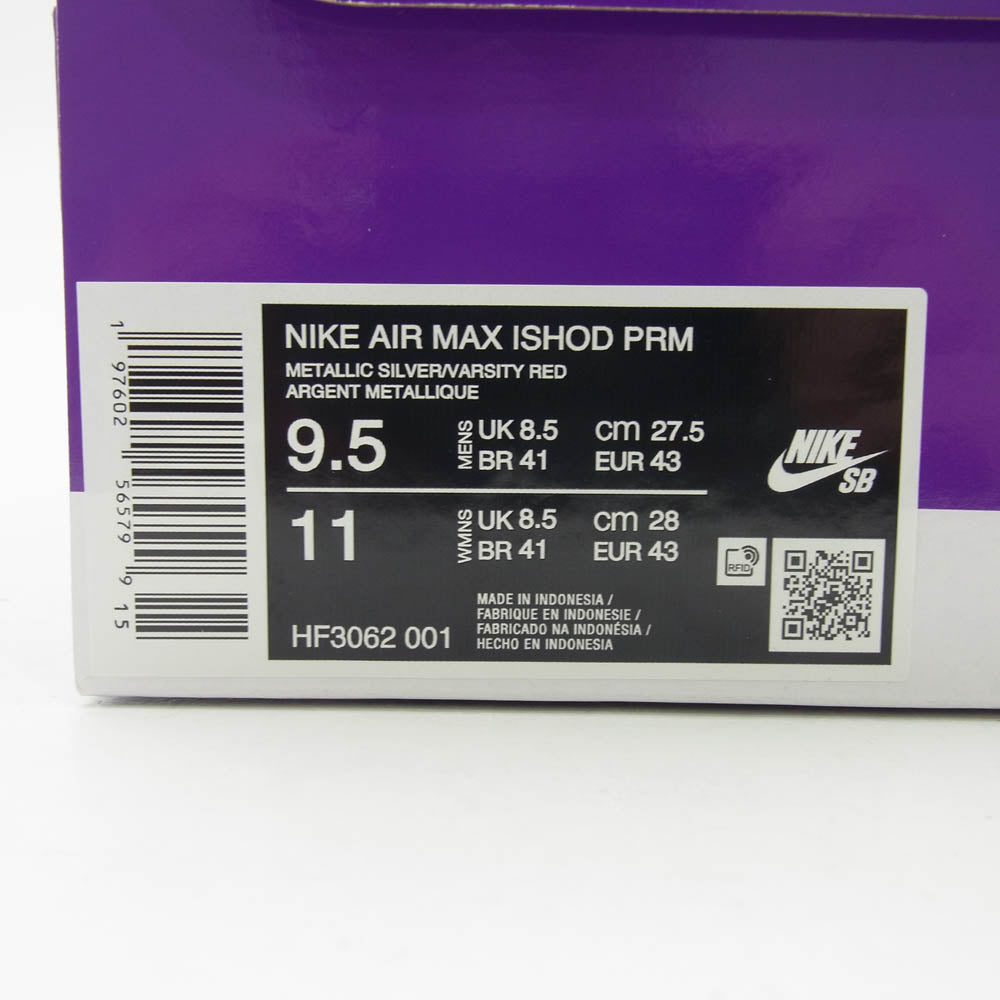 NIKE AIR MAX ISHOD PRM
METALLIC SILVER/VARSITY RED
ARGENT METALLIQUE
9.5
MENS
UK 8.5 cm 27.5
BR 41 EUR 43
11
WMNS
UK 8.5 cm 28
BR 41 EUR 43
HF3062 001
MADE IN INDONESIA /
FABRIQUE EN INDONESIE /
FABRICADO NA INDONÉSIA /
HECHO EN INDONESIA
NIKE
SB
RFID
1 97602 56579 9 15